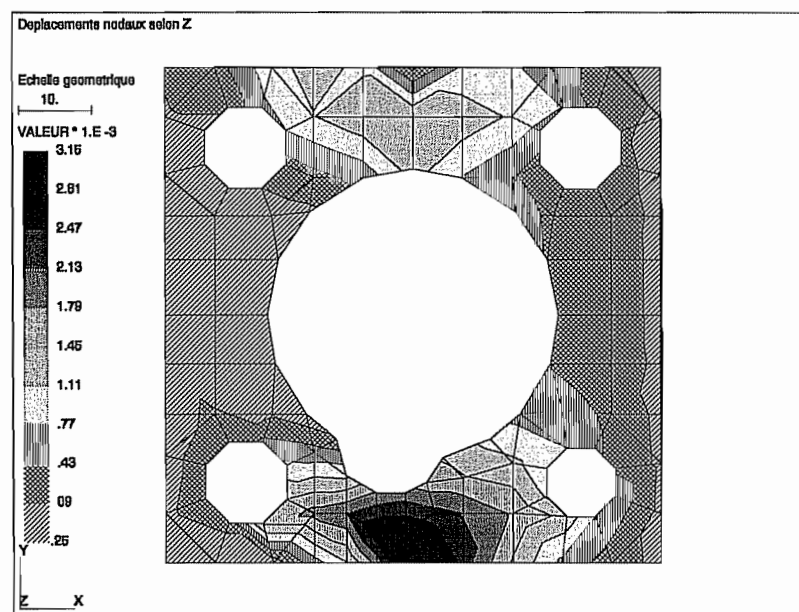 Deplacements nodaux selon Z
Echelle geometrique
10.
VALEUR * 1.E -3
3.15
2.81
2.47
2.13
1.79
1.45
1.11
.77
.43
09
.25
Y
Z X